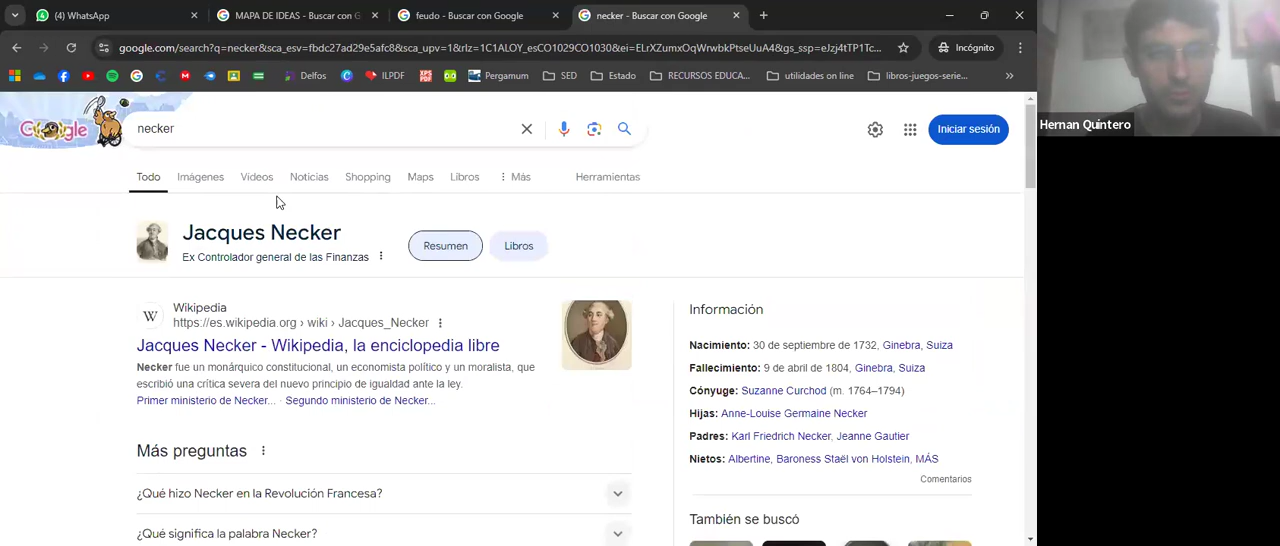 (4) WhatsApp
MAPA DE IDEAS - Buscar con G
feudo - Buscar con Google
necker - Buscar con Google
google.com/search?q=necker&sca_esv=fbdc27ad29e5afc8&sca_upv=1&rlz=1C1ALOY_esCO1029CO1030&ei=ELrXZumxOqWrwbkPtseUuA4&gs_ssp=eJzj4tTP1Tc...
Incógnito
Delfos
ILPDF
Pergamum
SED
Estado
RECURSOS EDUCA...
utilidades on line
libros-juegos-serie...
Google
necker
Iniciar sesión
Todo
Imágenes
Vídeos
Noticias
Shopping
Maps
Libros
Más
Herramientas
Jacques Necker
Ex Controlador general de las Finanzas
Resumen
Libros
W
Wikipedia
https://es.wikipedia.org › wiki › Jacques_Necker
Jacques Necker - Wikipedia, la enciclopedia libre
Necker fue un monárquico constitucional, un economista político y un moralista, que
escribió una crítica severa del nuevo principio de igualdad ante la ley.
Primer ministerio de Necker... · Segundo ministerio de Necker...
Más preguntas
¿Qué hizo Necker en la Revolución Francesa?
¿Qué significa la palabra Necker?
Información
Nacimiento: 30 de septiembre de 1732, Ginebra, Suiza
Fallecimiento: 9 de abril de 1804, Ginebra, Suiza
Cónyuge: Suzanne Curchod (m. 1764–1794)
Hijas: Anne-Louise Germaine Necker
Padres: Karl Friedrich Necker, Jeanne Gautier
Nietos: Albertine, Baroness Staël von Holstein, MÁS
Comentarios
También se buscó
Hernan Quintero